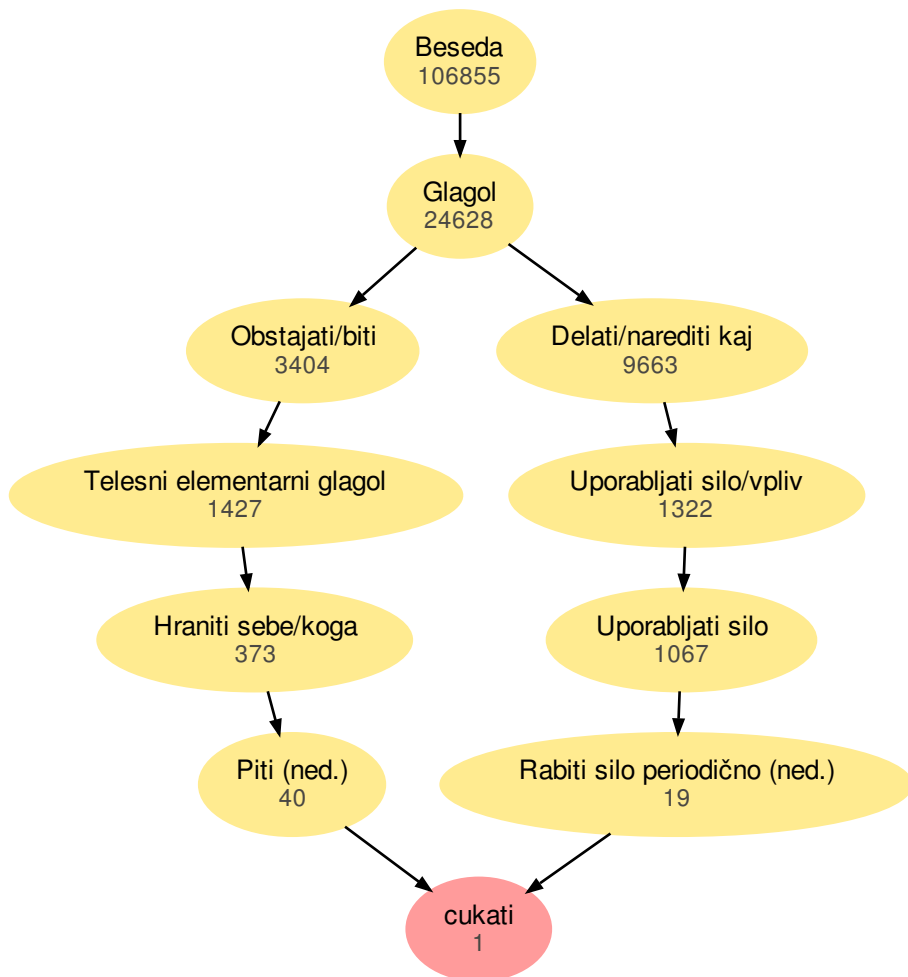 Beseda
106855
Glagol
24628
Obstajati/biti
3404
Delati/narediti kaj
9663
Telesni elementarni glagol
1427
Uporabljati silo/vpliv
1322
Hraniti sebe/koga
373
Uporabljati silo
1067
Piti (ned.)
40
Rabiti silo periodično (ned.)
19
cukati
1